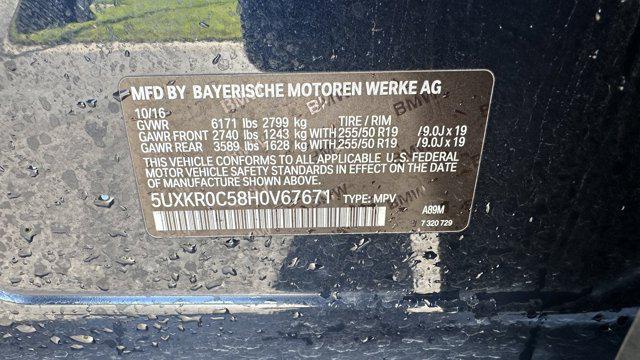 MFD BY BAYERISCHE MOTOREN WERKE AG
10/16
GVWR 6171 lbs 2799 kg TIRE / RIM
GAWR FRONT 2740 lbs 1243 kg WITH 255/50 R19 /9.0J x 19
GAWR REAR 3589 lbs 1628 kg WITH 255/50 R19 /9.0J x 19
THIS VEHICLE CONFORMS TO ALL APPLICABLE U.S. FEDERAL
MOTOR VEHICLE SAFETY STANDARDS IN EFFECT ON THE DATE
OF MANUFACTURE SHOWN ABOVE.
5UXKR0C58H0V67671 TYPE: MPV
A89M
7 320 729